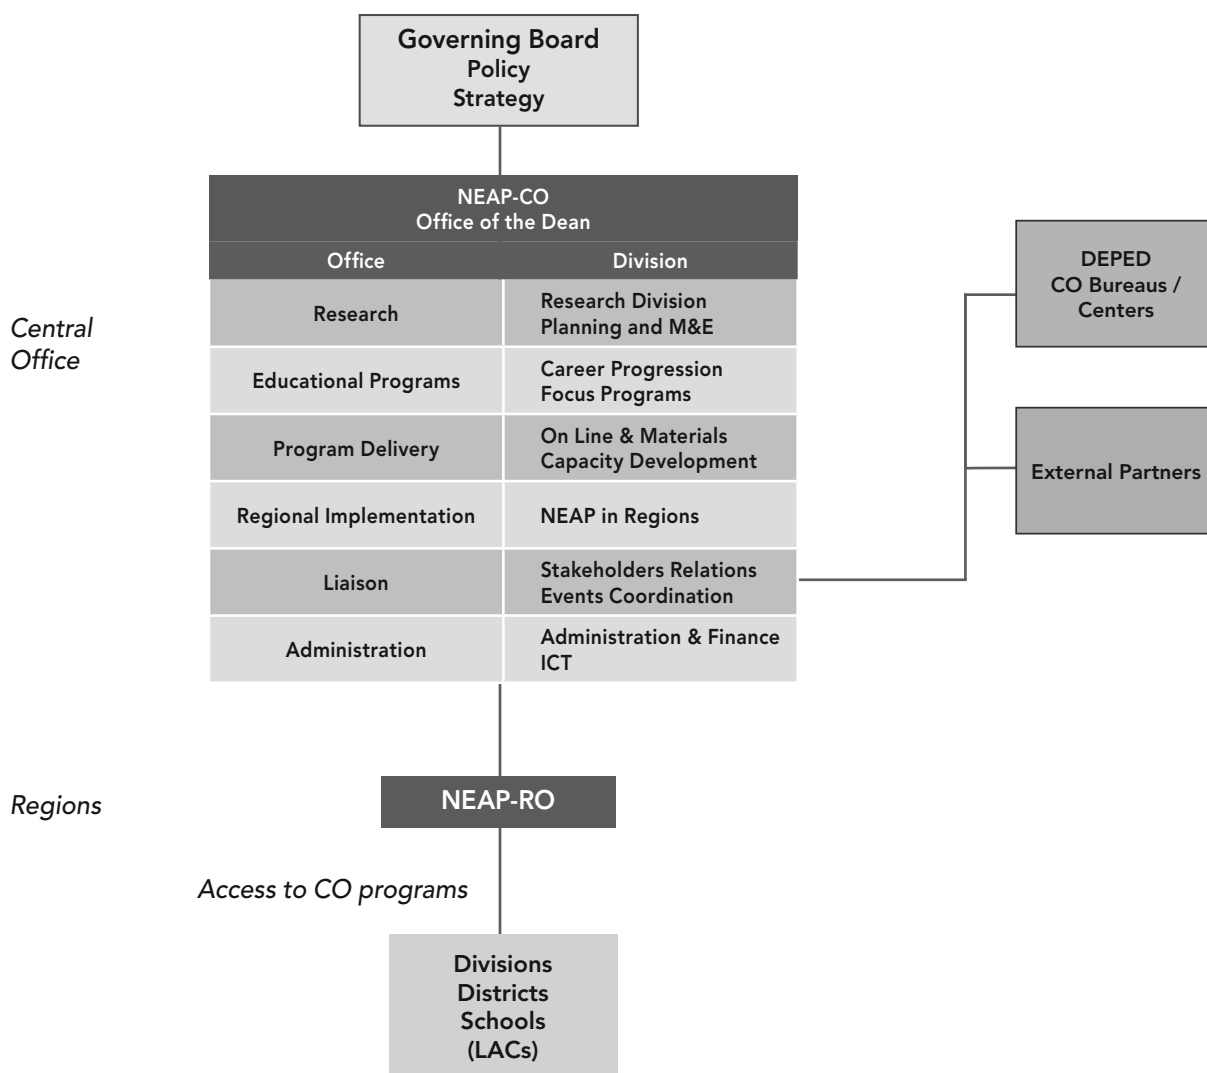 Governing Board
Policy
Strategy
NEAP-CO
Office of the Dean
Office Division
Research
Research Division
Planning and M&E
Educational Programs
Career Progression
Focus Programs
Program Delivery
On Line & Materials
Capacity Development
Regional Implementation
NEAP in Regions
Liaison
Stakeholders Relations
Events Coordination
Administration
Administration & Finance
ICT
Central
Office
DEPED
CO Bureaus /
Centers
External Partners
Regions
NEAP-RO
Access to CO programs
Divisions
Districts
Schools
(LACs)